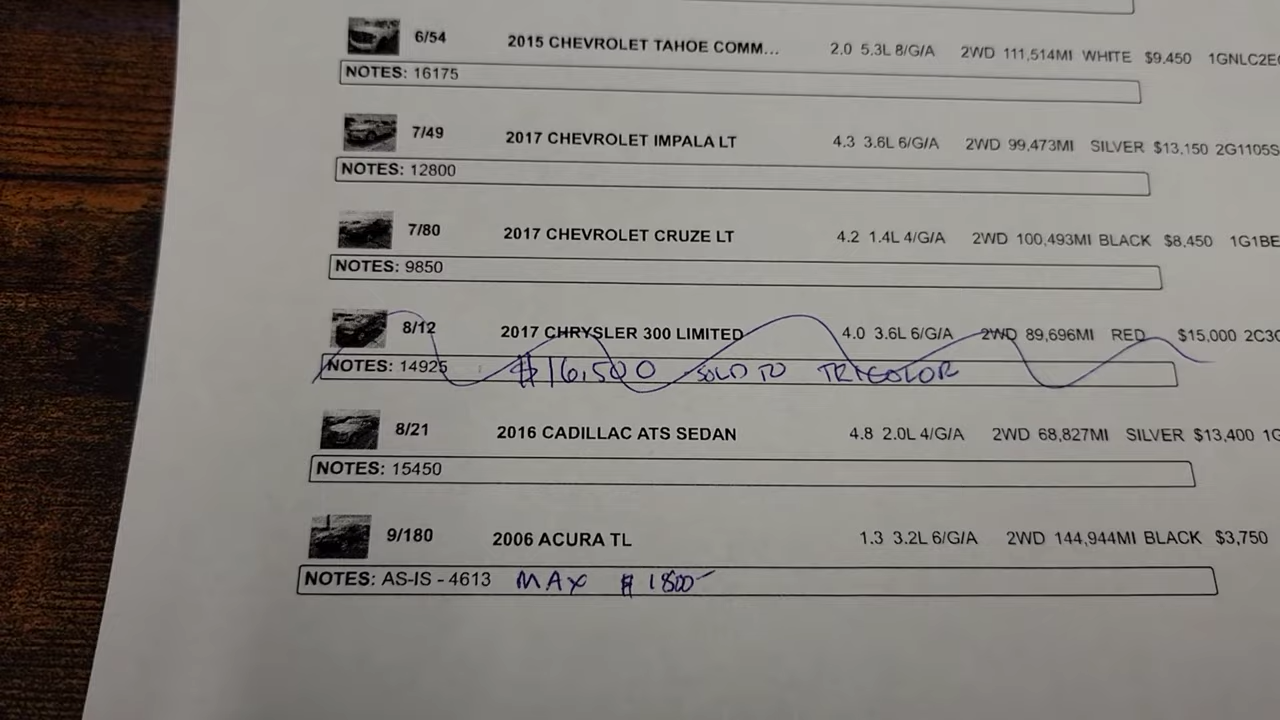 6/54 2015 CHEVROLET TAHOE COMM... 2.0 5.3L 8/G/A 2WD 111,514MI WHITE $9,450 1GNLC2E
NOTES: 16175
7/49 2017 CHEVROLET IMPALA LT 4.3 3.6L 6/G/A 2WD 99,473MI SILVER $13,150 2G1105S
NOTES: 12800
7/80 2017 CHEVROLET CRUZE LT 4.2 1.4L 4/G/A 2WD 100,493MI BLACK $8,450 1G1BE
NOTES: 9850
8/12 2017 CHRYSLER 300 LIMITED 4.0 3.6L 6/G/A 2WD 89,696MI RED $15,000 2C3C
NOTES: 14925 $16,500 SOLD TO TRICOLOR
8/21 2016 CADILLAC ATS SEDAN 4.8 2.0L 4/G/A 2WD 68,827MI SILVER $13,400 1G
NOTES: 15450
9/180 2006 ACURA TL 1.3 3.2L 6/G/A 2WD 144,944MI BLACK $3,750
NOTES: AS-IS - 4613 MAX $1800